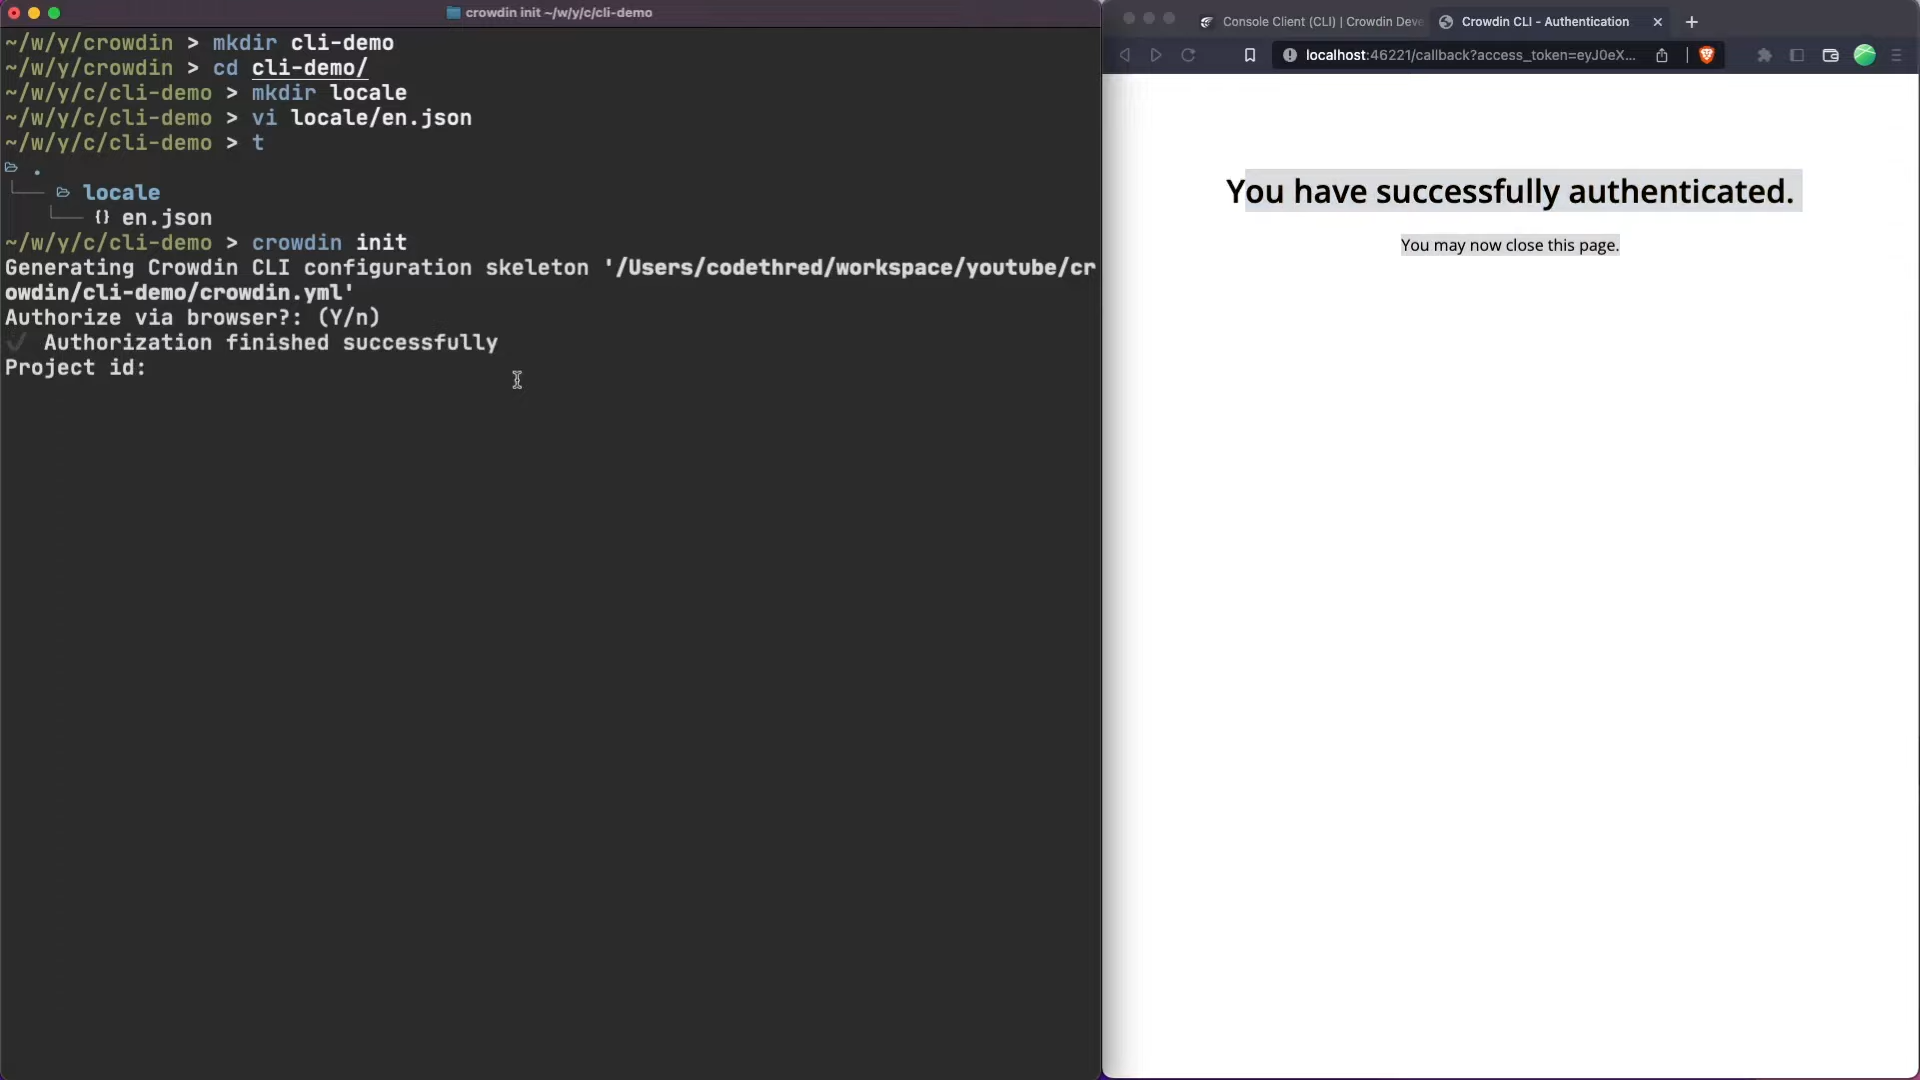 crowdin init ~/w/y/c/cli-demo
~/w/y/crowdin > mkdir cli-demo
~/w/y/crowdin > cd cli-demo/
~/w/y/c/cli-demo > mkdir locale
~/w/y/c/cli-demo > vi locale/en.json
~/w/y/c/cli-demo > t
.
locale
{} en.json
~/w/y/c/cli-demo > crowdin init
Generating Crowdin CLI configuration skeleton '/Users/codethred/workspace/youtube/cr
owdin/cli-demo/crowdin.yml'
Authorize via browser?: (Y/n)
✓ Authorization finished successfully
Project id:
Console Client (CLI) | Crowdin Deve
Crowdin CLI - Authentication
localhost:46221/callback?access_token=eyJ0eX...
You have successfully authenticated.
You may now close this page.